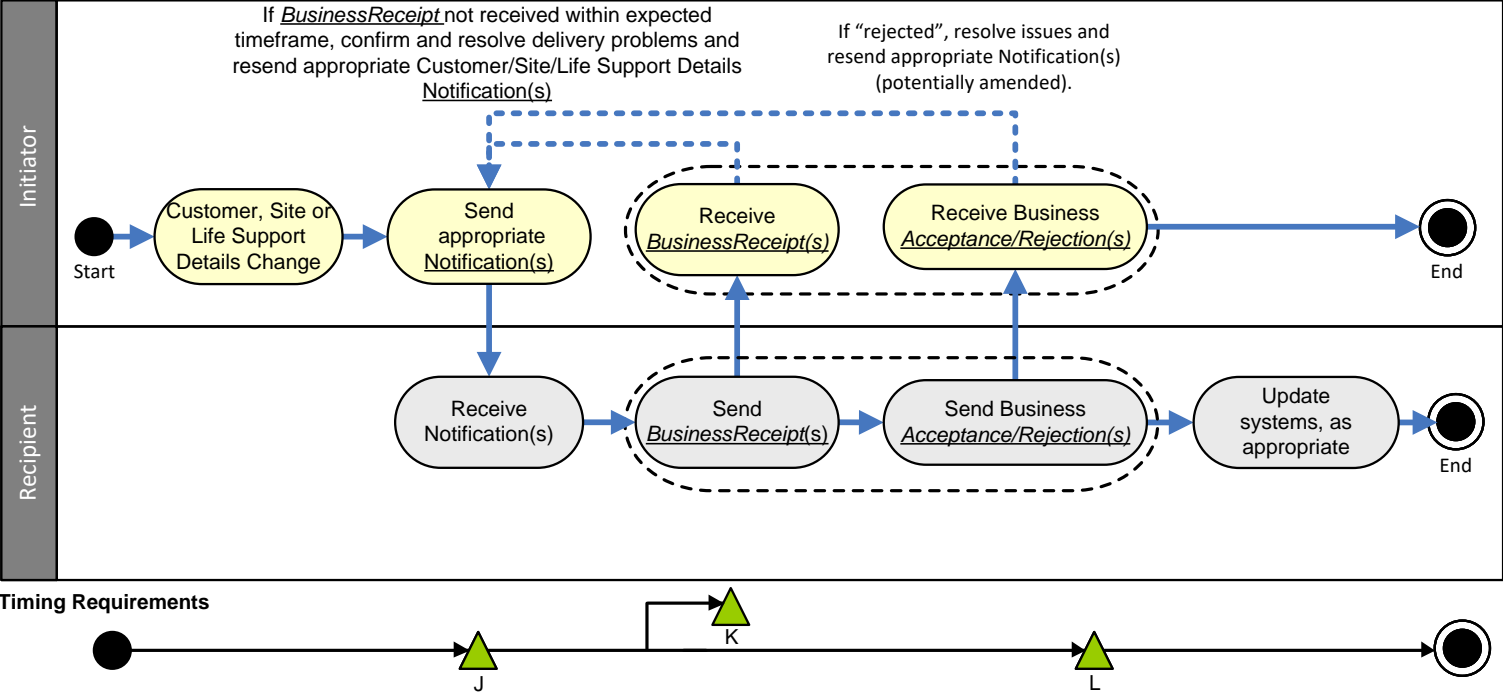 If BusinessReceipt not received within expected
timeframe, confirm and resolve delivery problems and
resend appropriate Customer/Site/Life Support Details
Notification(s)
If “rejected”, resolve issues and
resend appropriate Notification(s)
(potentially amended).
Initiator
Start
Customer, Site or
Life Support
Details Change
Send
appropriate
Notification(s)
Receive
BusinessReceipt(s)
Receive Business
Acceptance/Rejection(s)
End
Recipient
Receive
Notification(s)
Send
BusinessReceipt(s)
Send Business
Acceptance/Rejection(s)
Update
systems, as
appropriate
End
Timing Requirements
J
K
L